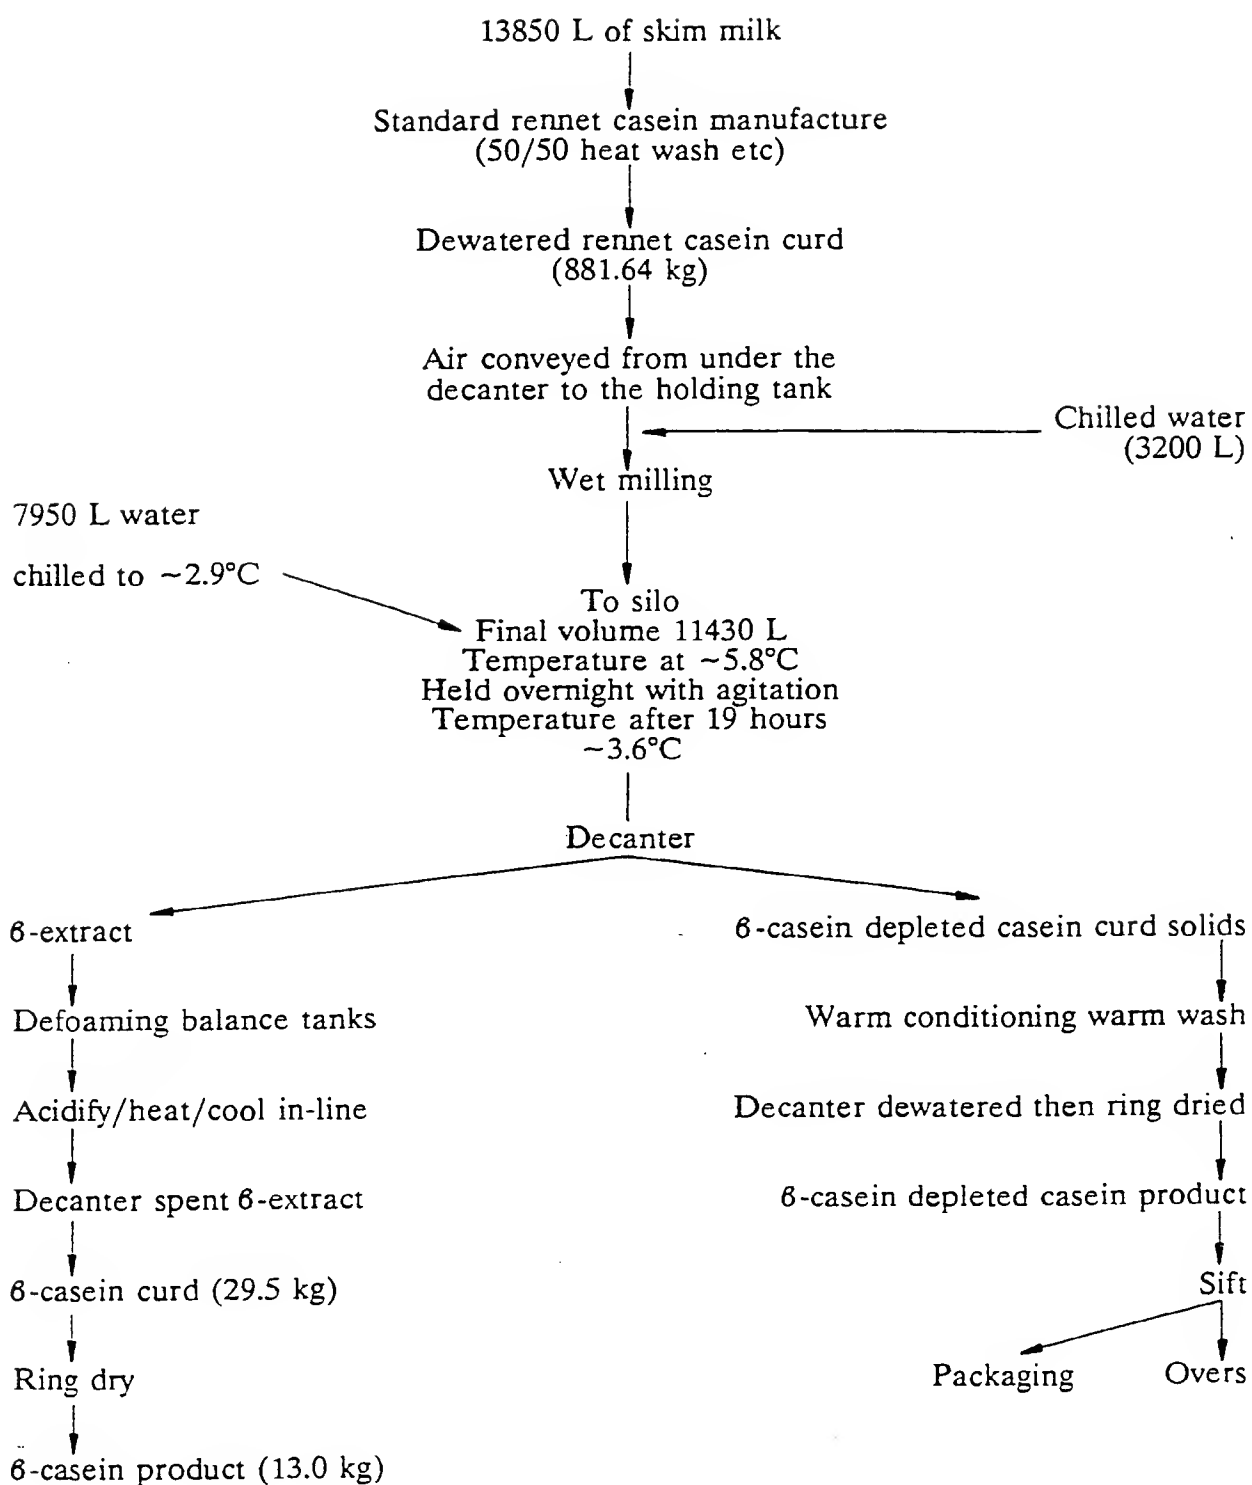 13850 L of skim milk
Standard rennet casein manufacture
(50/50 heat wash etc)
Dewatered rennet casein curd
(881.64 kg)
Air conveyed from under the
decanter to the holding tank
Chilled water
(3200 L)
Wet milling
7950 L water
chilled to ~2.9°C
To silo
Final volume 11430 L
Temperature at ~5.8°C
Held overnight with agitation
Temperature after 19 hours
~3.6°C
Decanter
ϐ-extract
ϐ-casein depleted casein curd solids
Defoaming balance tanks
Warm conditioning warm wash
Acidify/heat/cool in-line
Decanter dewatered then ring dried
Decanter spent ϐ-extract
ϐ-casein depleted casein product
ϐ-casein curd (29.5 kg)
Sift
Ring dry
Packaging
Overs
ϐ-casein product (13.0 kg)